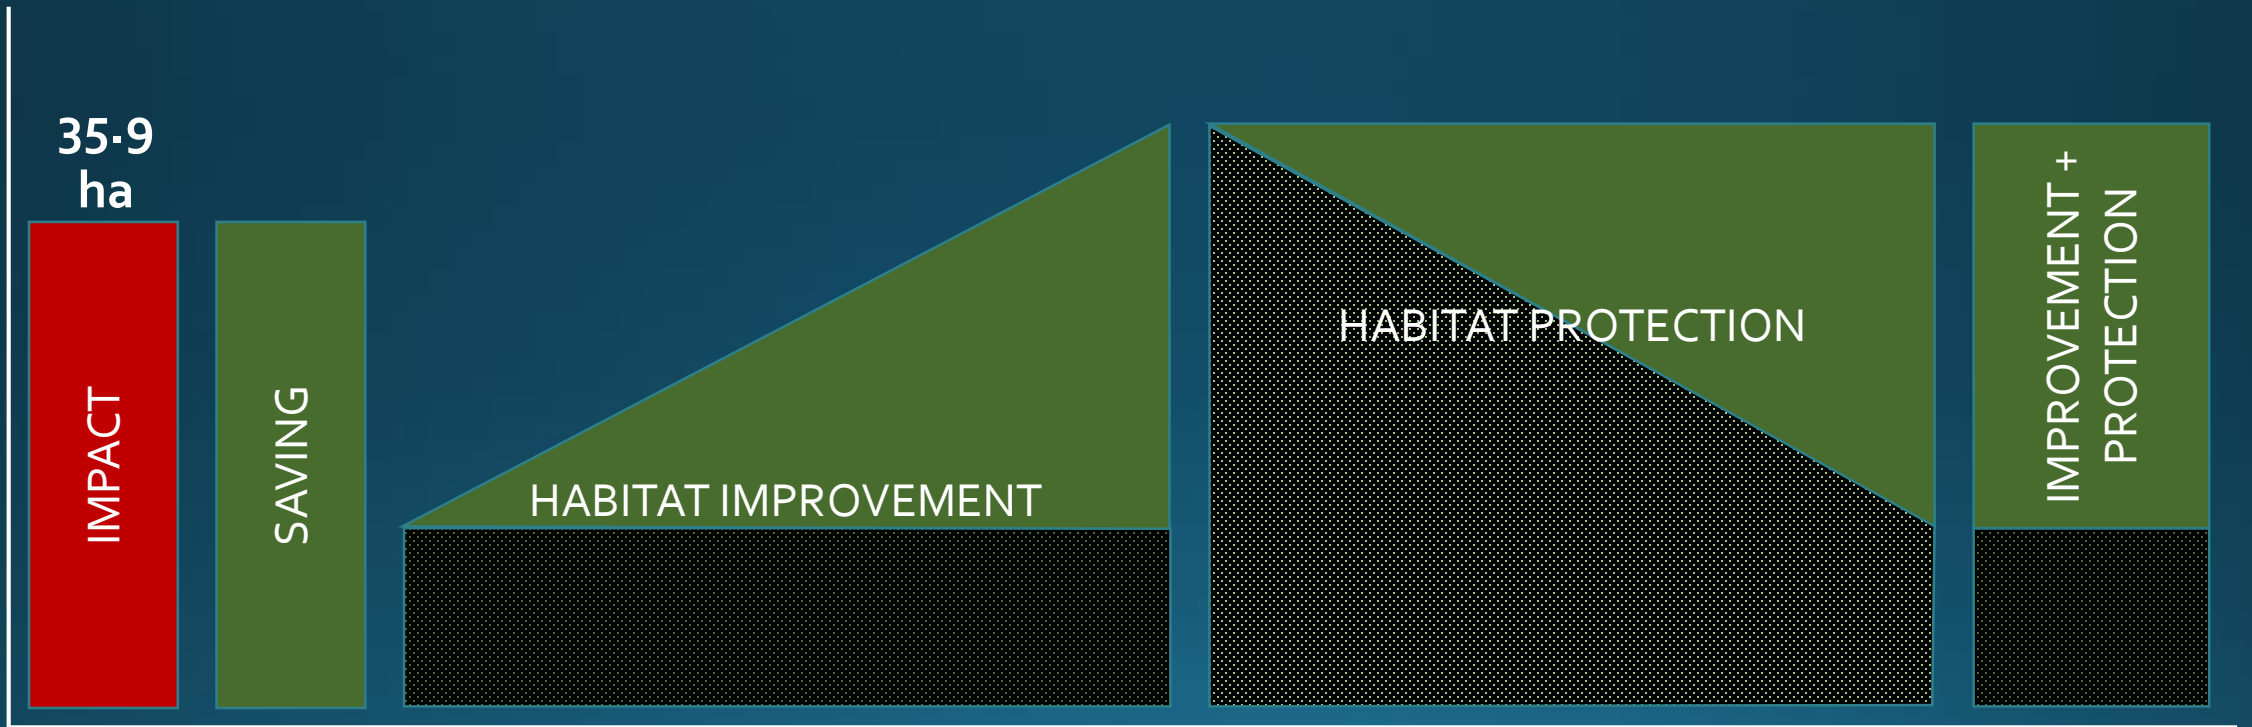 35·9
ha
IMPACT
SAVING
HABITAT IMPROVEMENT
HABITAT PROTECTION
IMPROVEMENT +
PROTECTION